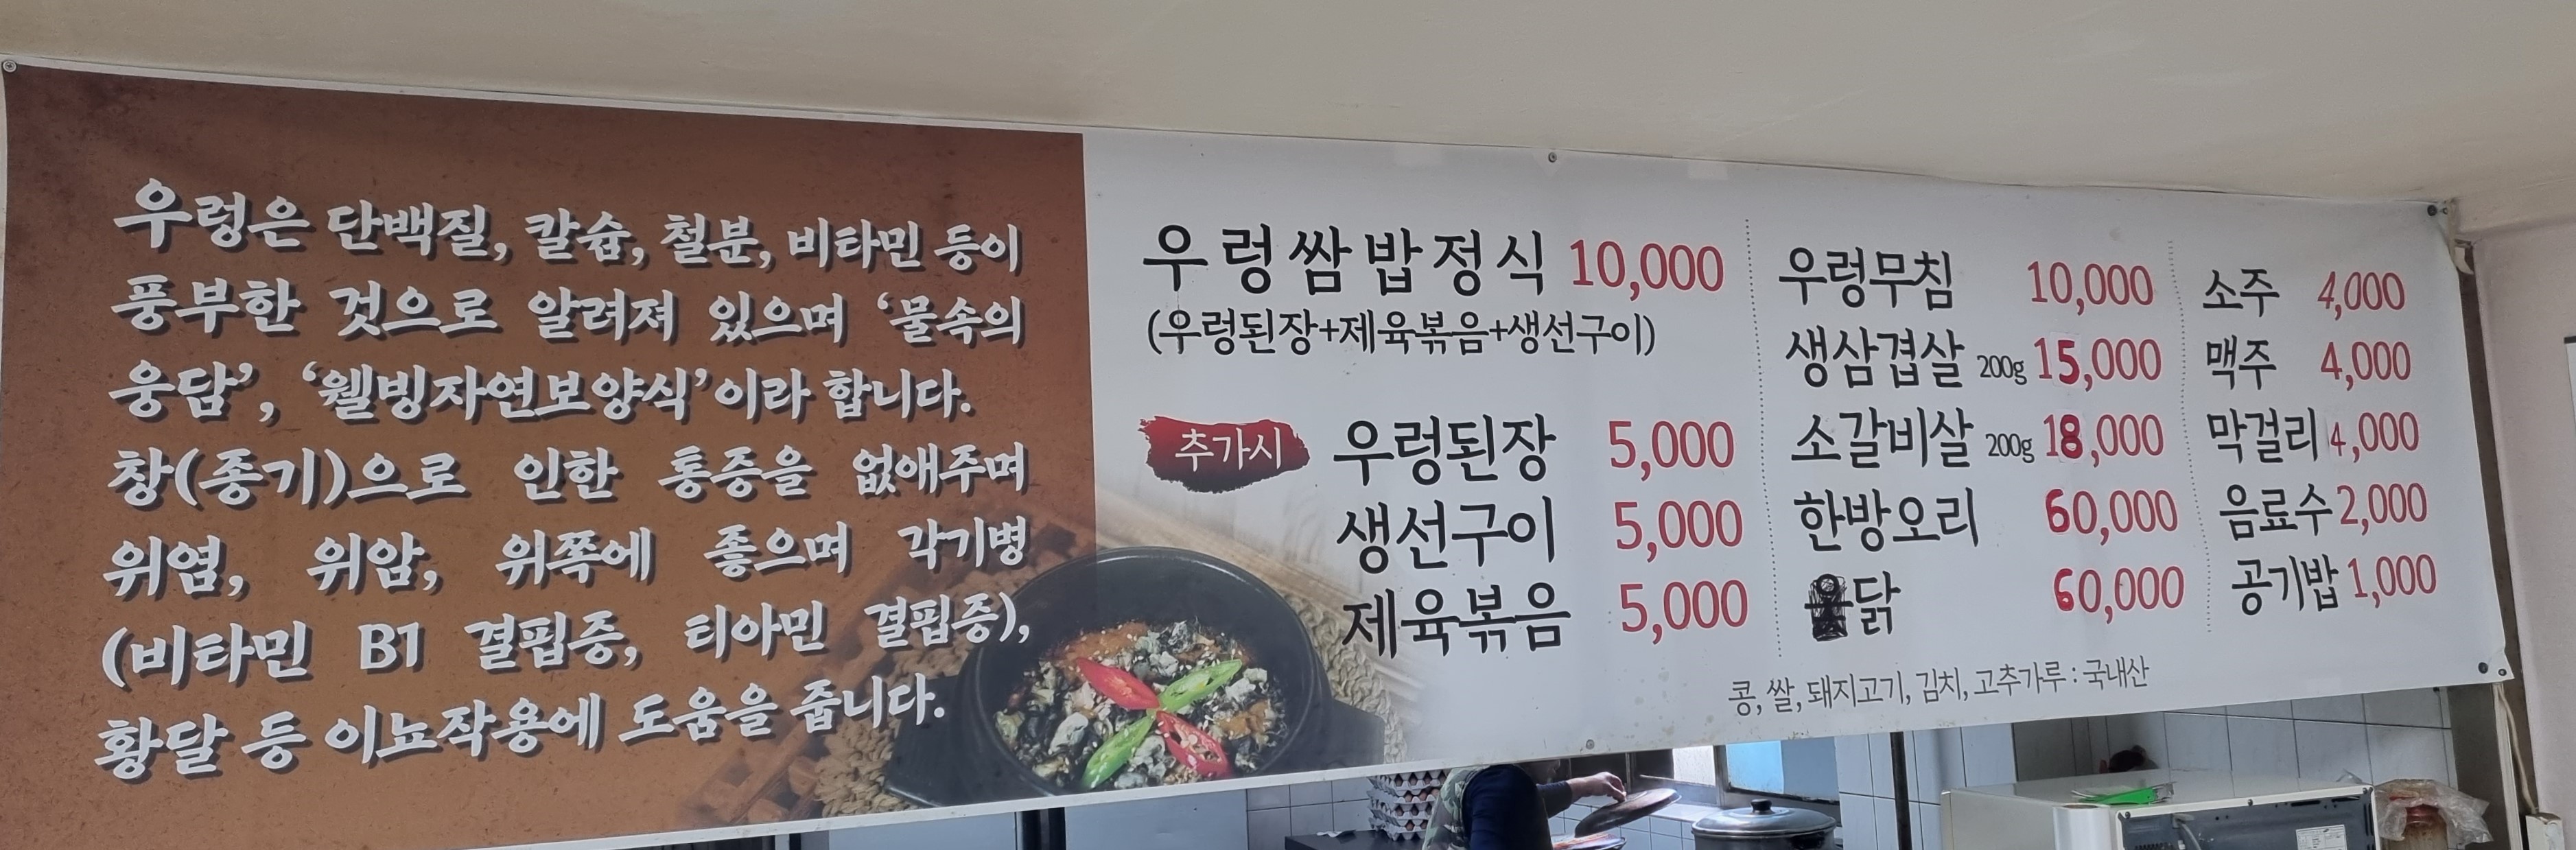 우렁은 단백질, 칼슘, 철분, 비타민 등이
풍부한 것으로 알려져 있으며 ‘물속의
웅담’, ‘웰빙자연보양식’이라 합니다.
창(종기)으로 인한 통증을 없애주며
위염, 위암, 위쪽에 좋으며 각기병
(비타민 B1 결핍증, 티아민 결핍증),
황달 등 이뇨작용에 도움을 줍니다.
우렁쌈밥정식 10,000
(우렁된장+제육볶음+생선구이)
추가시 우렁된장 5,000
생선구이 5,000
제육볶음 5,000
우렁무침 10,000
생삼겹살 200g 15,000
소갈비살 200g 18,000
한방오리 60,000
닭 60,000
소주 4,000
맥주 4,000
막걸리 4,000
음료수 2,000
공기밥 1,000
콩, 쌀, 돼지고기, 김치, 고추가루 : 국내산